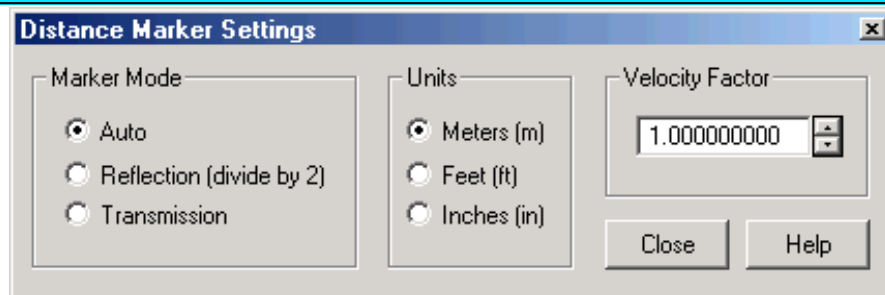 Distance Marker Settings
Marker Mode
Auto
Reflection (divide by 2)
Transmission
Units
Meters (m)
Feet (ft)
Inches (in)
Velocity Factor
1.000000000
Close
Help